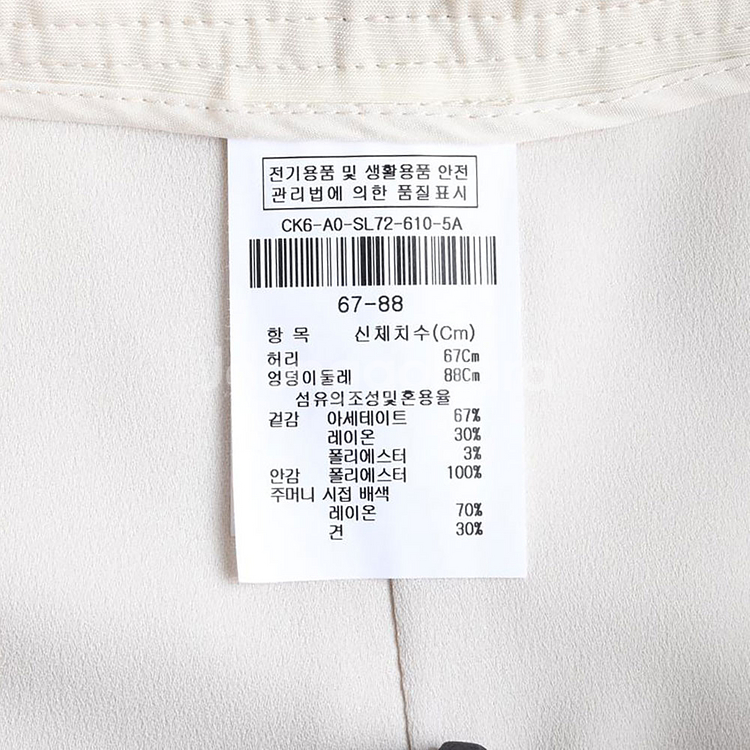 전기용품 및 생활용품 안전
관리법에 의한 품질표시
CK6-A0-SL72-610-5A
67-88
항 목 신체치수(Cm)
허리 67Cm
엉덩이둘레 88Cm
섬유의조성및혼용율
겉감 아세테이트 67%
레이온 30%
폴리에스터 3%
안감 폴리에스터 100%
주머니 시접 배색
레이온 70%
견 30%